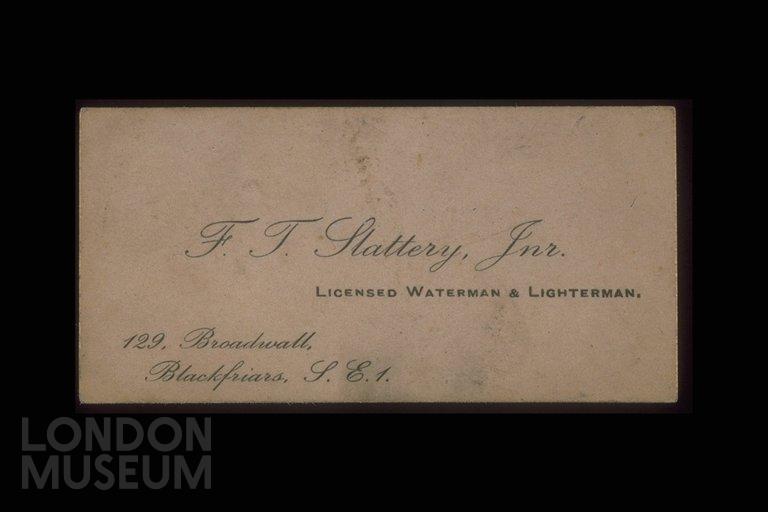 F. T. Slattery, Jnr.
LICENSED WATERMAN & LIGHTERMAN.
129, Broadwall,
Blackfriars, S. E. 1.
LONDON
MUSEUM